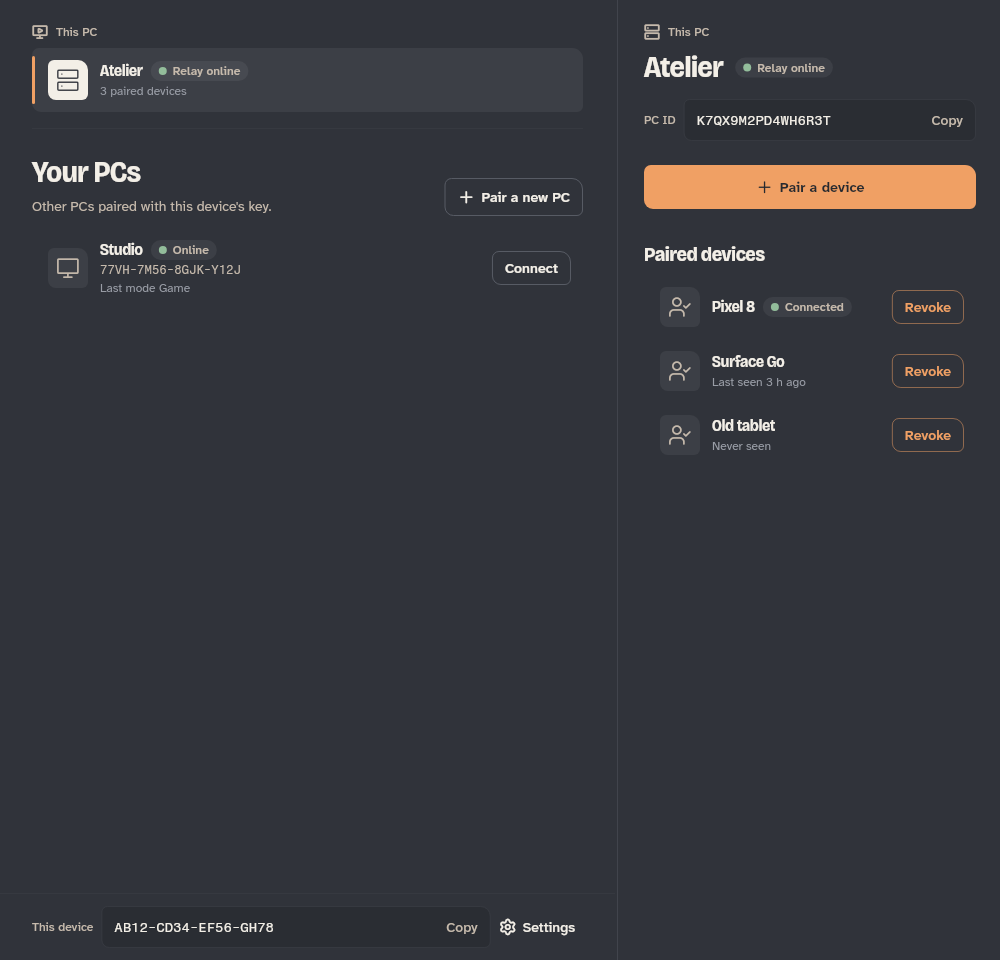 This PC
Atelier
Relay online
3 paired devices
Your PCs
Other PCs paired with this device's key.
Pair a new PC
Studio
Online
77VH-7M56-8GJK-Y12J
Last mode Game
Connect
This device
AB12-CD34-EF56-GH78
Copy
Settings
This PC
Atelier
Relay online
PC ID
K7QX9M2PD4WH6R3T
Copy
Pair a device
Paired devices
Pixel 8
Connected
Revoke
Surface Go
Last seen 3 h ago
Revoke
Old tablet
Never seen
Revoke